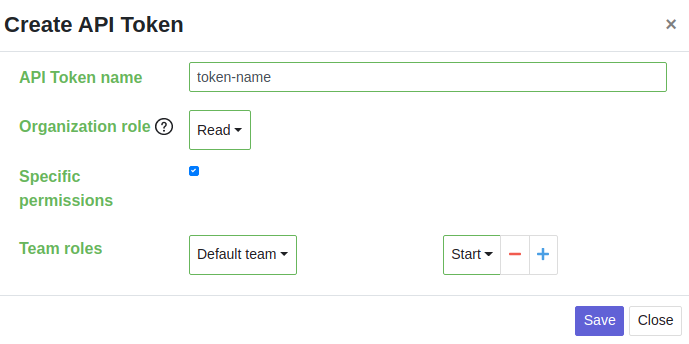 Create API Token ×
API Token name token-name
Organization role ? Read
Specific
permissions
Team roles Default team Start − +
Save Close